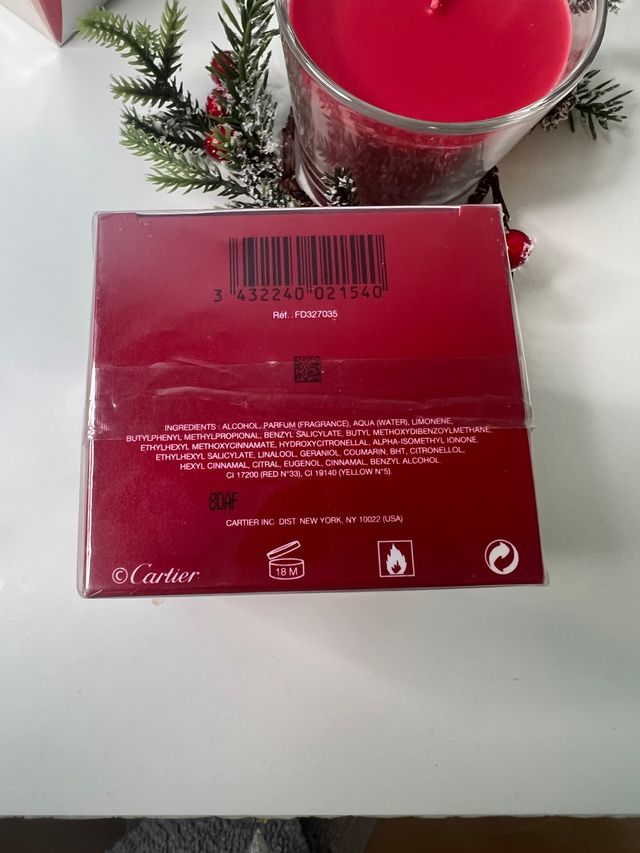 3 432240 021540
Réf. : FD327035
INGREDIENTS : ALCOHOL, PARFUM (FRAGRANCE), AQUA (WATER), LIMONENE,
BUTYLPHENYL METHYLPROPIONAL, BENZYL SALICYLATE, BUTYL METHOXYDIBENZOYLMETHANE,
ETHYLHEXYL METHOXYCINNAMATE, HYDROXYCITRONELLAL, ALPHA-ISOMETHYL IONONE,
ETHYLHEXYL SALICYLATE, LINALOOL, GERANIOL, COUMARIN, BHT, CITRONELLOL,
HEXYL CINNAMAL, CITRAL, EUGENOL, CINNAMAL, BENZYL ALCOHOL.
CI 17200 (RED N°33), CI 19140 (YELLOW N°5).
8DAF
CARTIER INC. DIST NEW YORK, NY 10022 (USA)
©Cartier 18 M